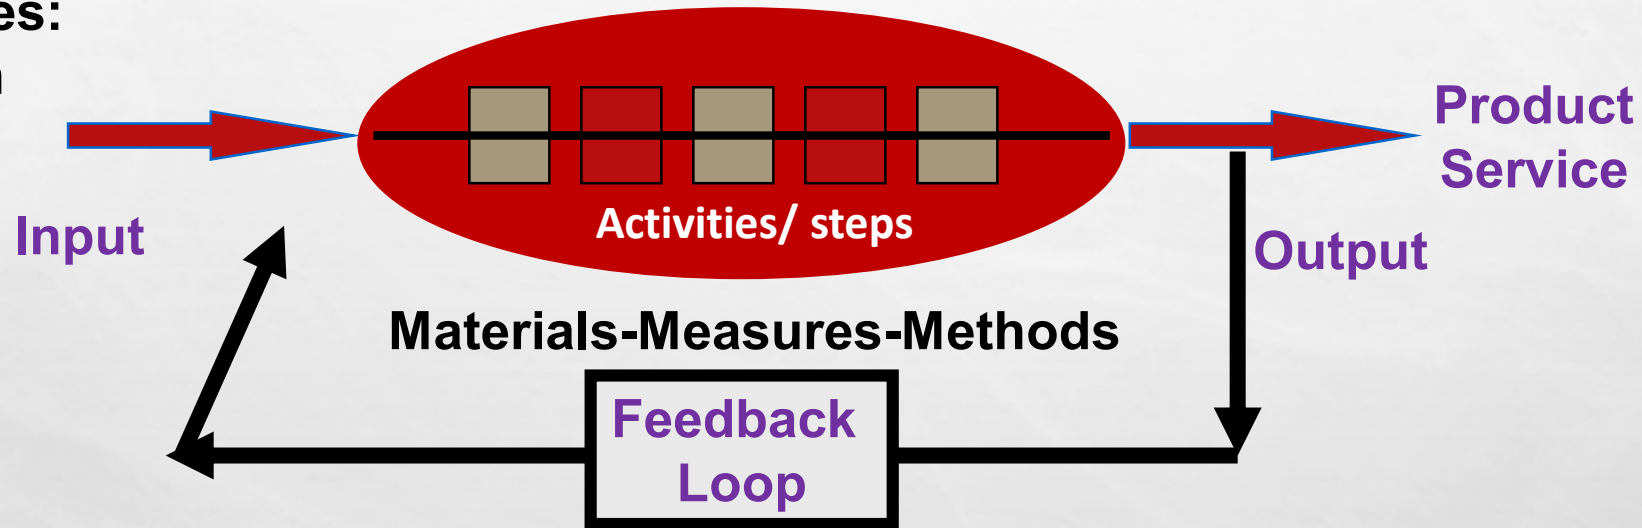 es:
Product
Service
Activities/ steps
Input
Output
Materials-Measures-Methods
Feedback
Loop